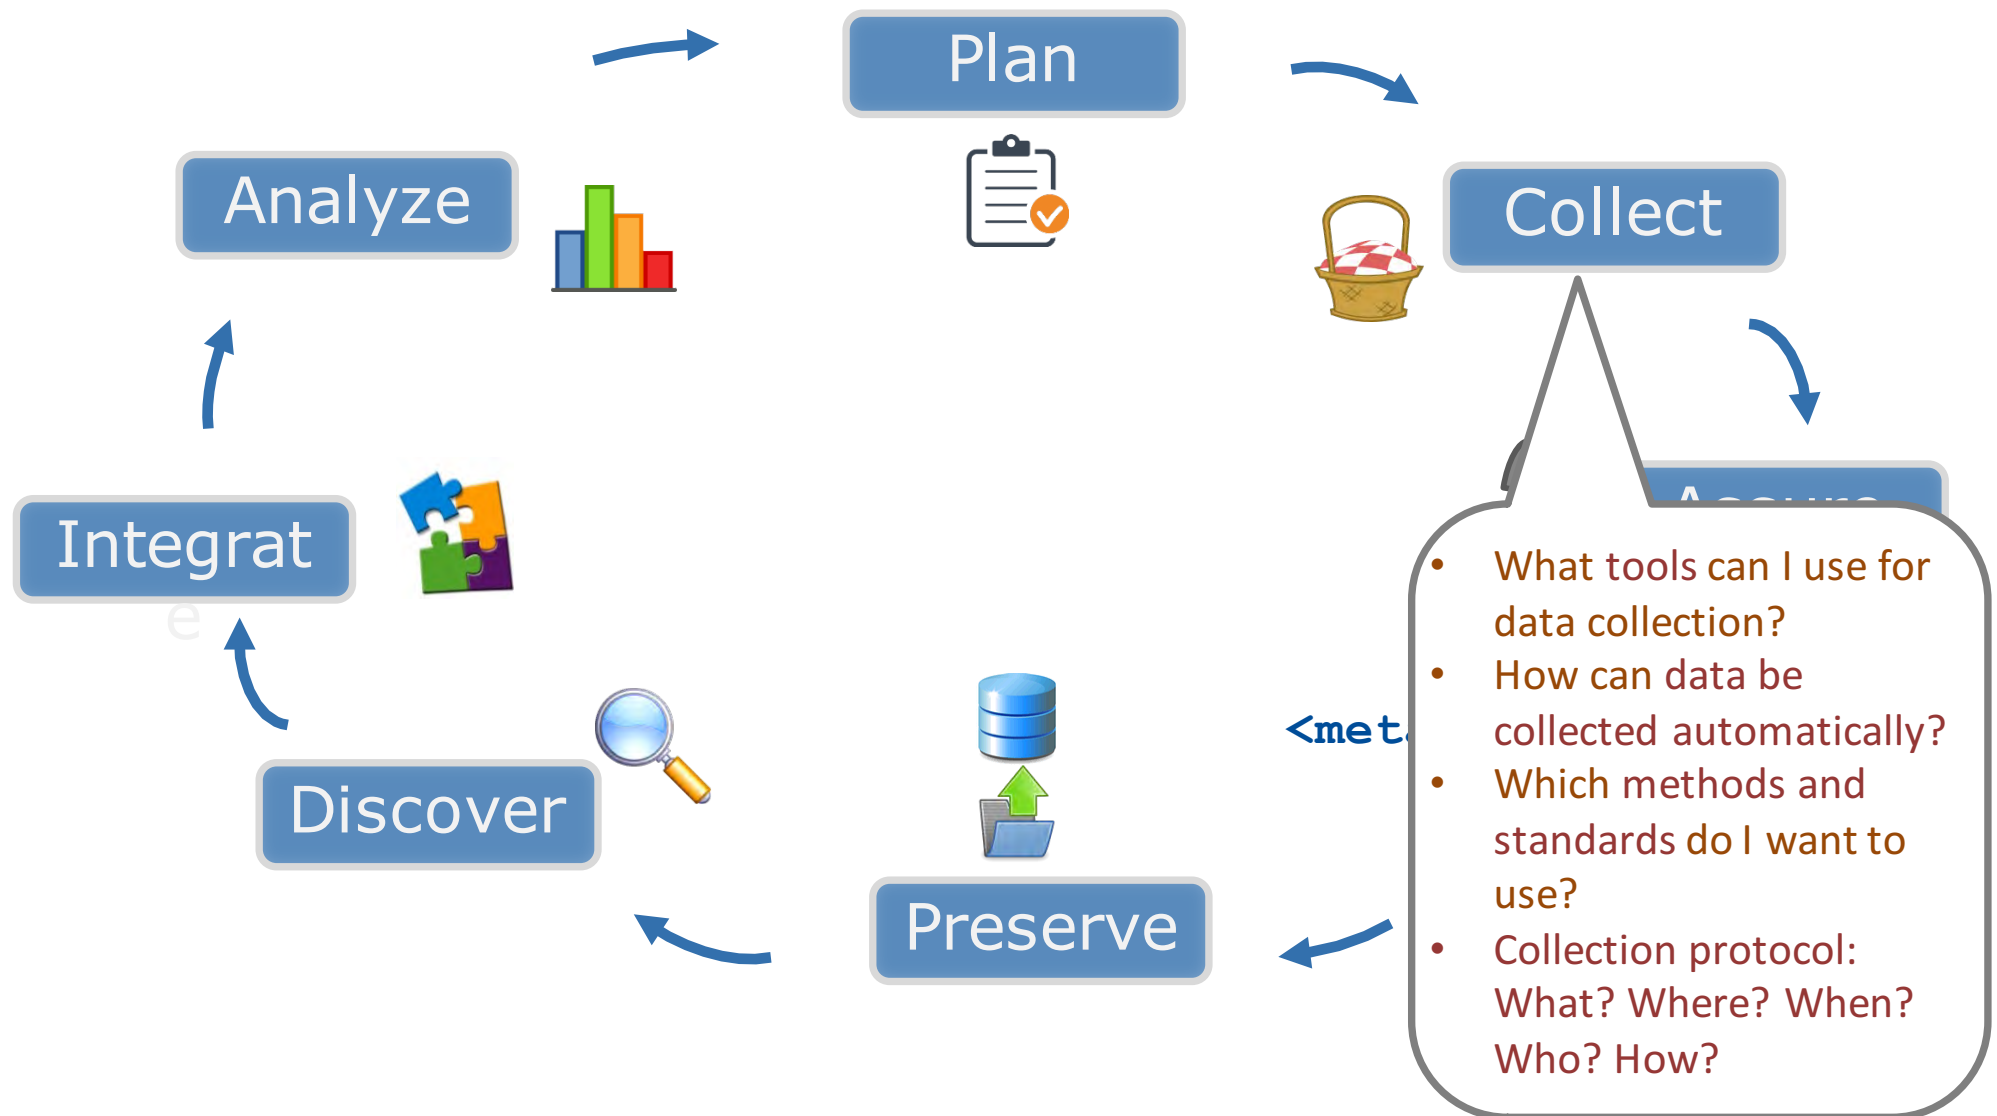 Plan
Collect
Analyze
Integrat
e
Discover
Preserve
<met
• What tools can I use for
data collection?
• How can data be
collected automatically?
• Which methods and
standards do I want to
use?
• Collection protocol:
What? Where? When?
Who? How?